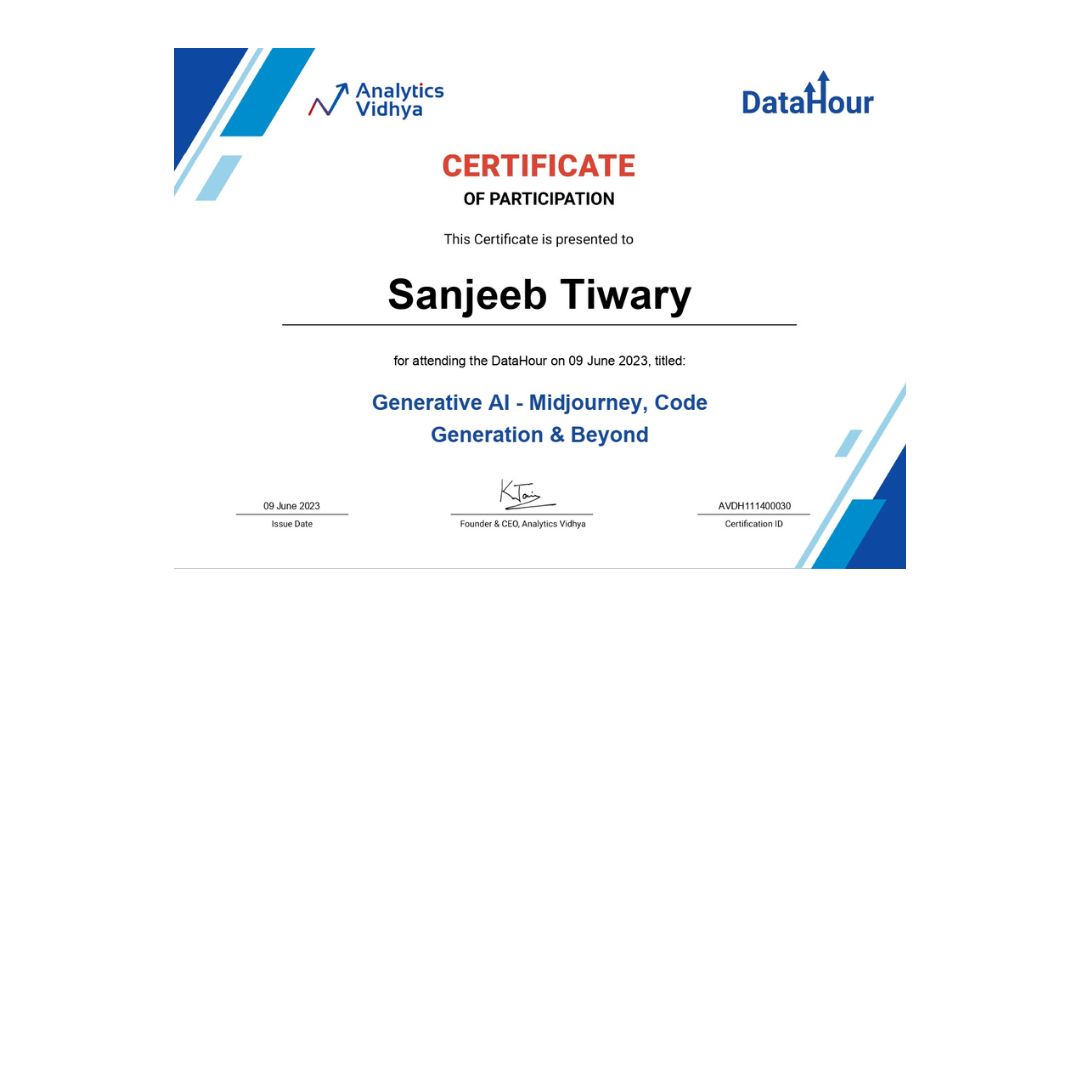 Analytics
Vidhya
DataHour
CERTIFICATE
OF PARTICIPATION
This Certificate is presented to
Sanjeeb Tiwary
for attending the DataHour on 09 June 2023, titled:
Generative AI - Midjourney, Code
Generation & Beyond
K.Jain
09 June 2023
AVDH111400030
Issue Date
Founder & CEO, Analytics Vidhya
Certification ID